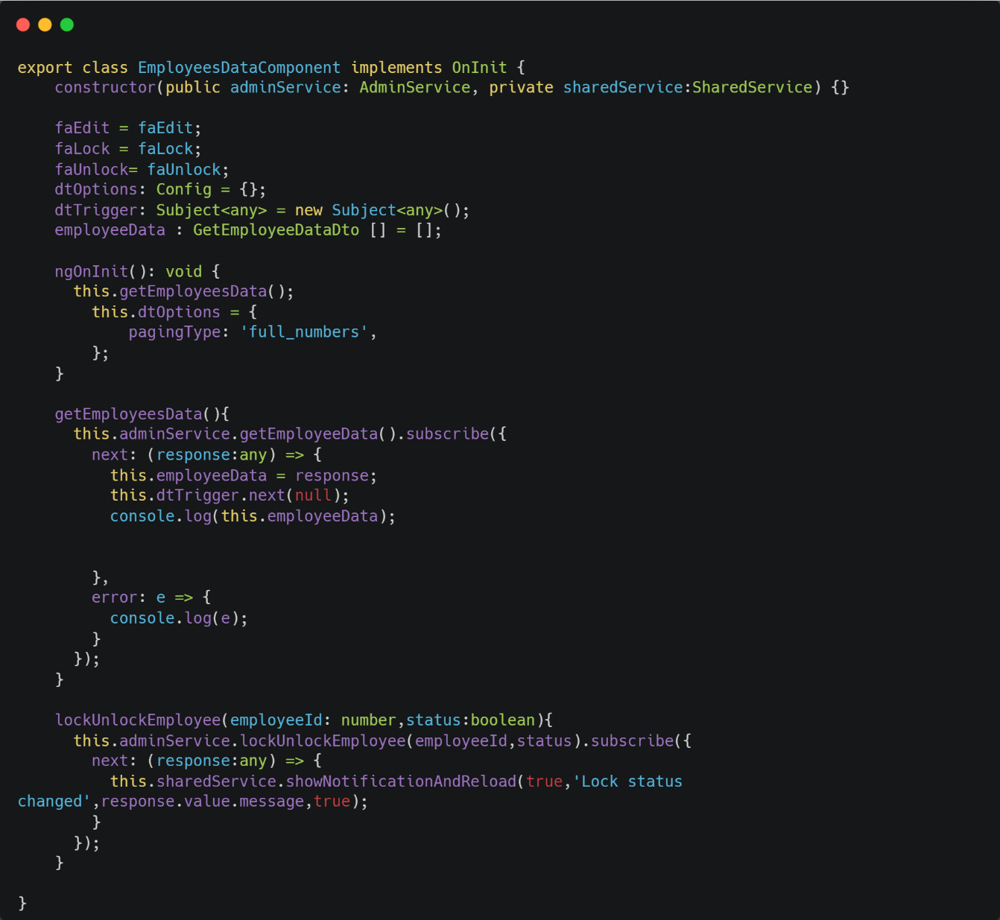 export class EmployeesDataComponent implements OnInit {
    constructor(public adminService: AdminService, private sharedService:SharedService) {}

    faEdit = faEdit;
    faLock = faLock;
    faUnlock= faUnlock;
    dtOptions: Config = {};
    dtTrigger: Subject<any> = new Subject<any>();
    employeeData : GetEmployeeDataDto [] = [];

    ngOnInit(): void {
      this.getEmployeesData();
        this.dtOptions = {
            pagingType: 'full_numbers',
        };
    }

    getEmployeesData(){
      this.adminService.getEmployeeData().subscribe({
        next: (response:any) => {
          this.employeeData = response;
          this.dtTrigger.next(null);
          console.log(this.employeeData);


        },
        error: e => {
          console.log(e);
        }
      });
    }

    lockUnlockEmployee(employeeId: number,status:boolean){
      this.adminService.lockUnlockEmployee(employeeId,status).subscribe({
        next: (response:any) => {
          this.sharedService.showNotificationAndReload(true,'Lock status
changed',response.value.message,true);
        }
      });
    }

}